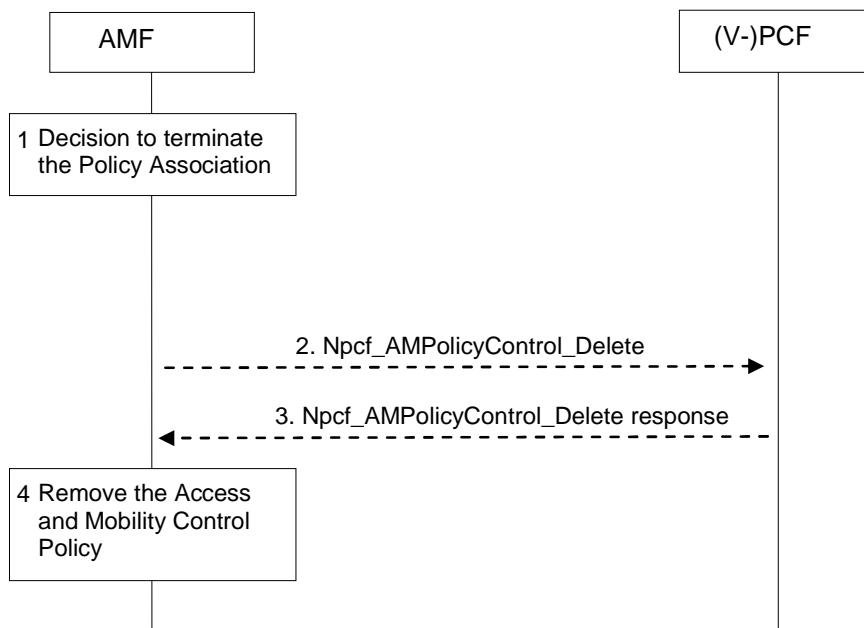 AMF
(V-)PCF
1 Decision to terminate
the Policy Association
2. Npcf_AMPolicyControl_Delete
3. Npcf_AMPolicyControl_Delete response
4 Remove the Access
and Mobility Control
Policy